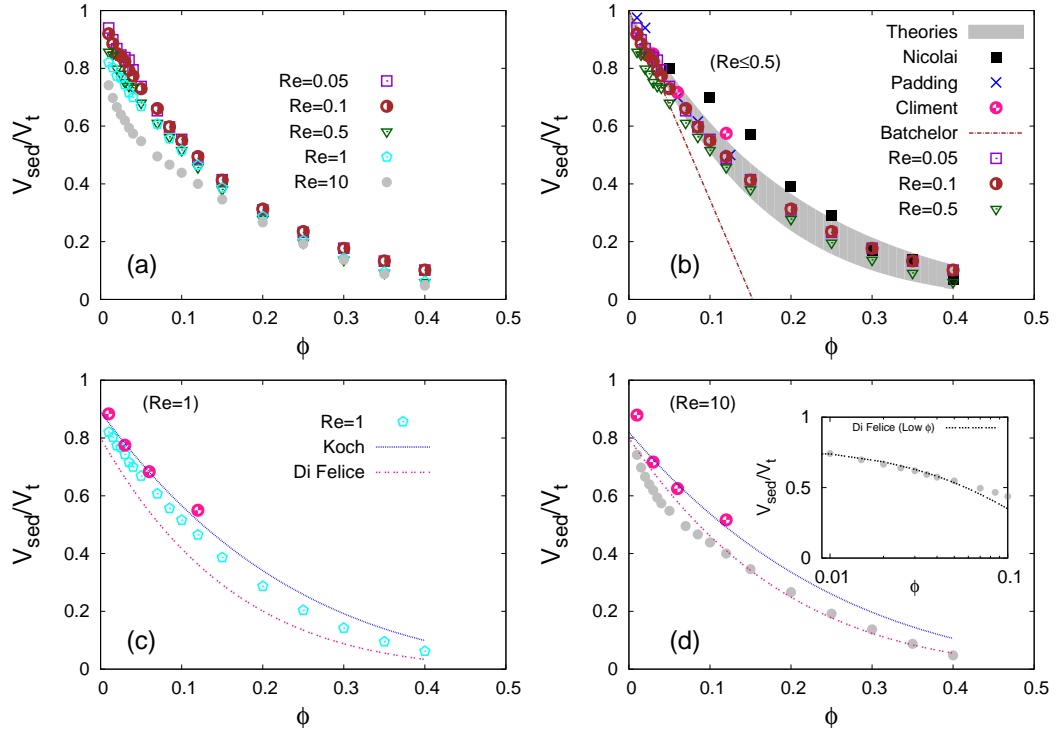 1
0.8
0.6
0.4
0.2
0
0 0.1 0.2 0.3 0.4 0.5
V_sed/V_t
ϕ
(a)
Re=0.05
Re=0.1
Re=0.5
Re=1
Re=10
1
0.8
0.6
0.4
0.2
0
0 0.1 0.2 0.3 0.4 0.5
V_sed/V_t
ϕ
(b)
(Re≤0.5)
Theories
Nicolai
Padding
Climent
Batchelor
Re=0.05
Re=0.1
Re=0.5
1
0.8
0.6
0.4
0.2
0
0 0.1 0.2 0.3 0.4 0.5
V_sed/V_t
ϕ
(c)
(Re=1)
Re=1
Koch
Di Felice
1
0.8
0.6
0.4
0.2
0
0 0.1 0.2 0.3 0.4 0.5
V_sed/V_t
ϕ
(d)
(Re=10)
Di Felice (Low ϕ)
1
0.5
0
0.01 0.1
V_sed/V_t
ϕ